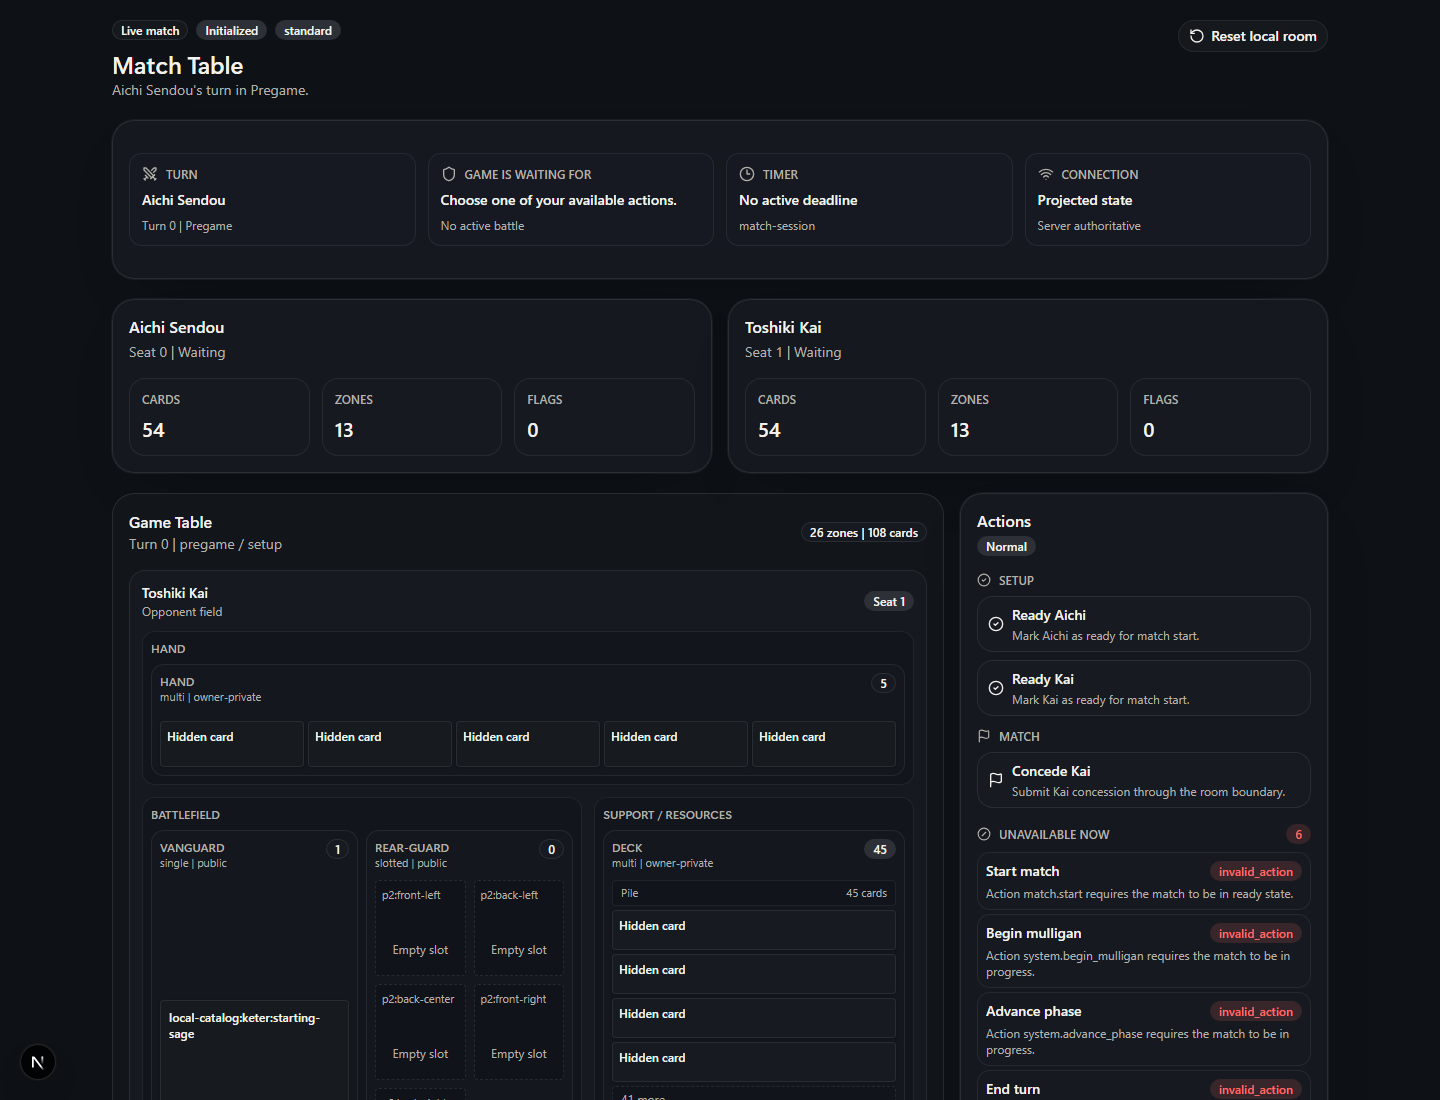 Live match
Initialized
standard
Reset local room
Match Table
Aichi Sendou's turn in Pregame.
TURN
Aichi Sendou
Turn 0 | Pregame
GAME IS WAITING FOR
Choose one of your available actions.
No active battle
TIMER
No active deadline
match-session
CONNECTION
Projected state
Server authoritative
Aichi Sendou
Seat 0 | Waiting
CARDS
54
ZONES
13
FLAGS
0
Toshiki Kai
Seat 1 | Waiting
CARDS
54
ZONES
13
FLAGS
0
Game Table
Turn 0 | pregame / setup
26 zones | 108 cards
Toshiki Kai
Opponent field
Seat 1
HAND
HAND
multi | owner-private
5
Hidden card
Hidden card
Hidden card
Hidden card
Hidden card
BATTLEFIELD
VANGUARD
single | public
1
local-catalog:keter:starting-
sage
REAR-GUARD
slotted | public
0
p2:front-left
Empty slot
p2:back-left
Empty slot
p2:back-center
Empty slot
p2:front-right
Empty slot
SUPPORT / RESOURCES
DECK
multi | owner-private
45
Pile
45 cards
Hidden card
Hidden card
Hidden card
Hidden card
41 more
Actions
Normal
SETUP
Ready Aichi
Mark Aichi as ready for match start.
Ready Kai
Mark Kai as ready for match start.
MATCH
Concede Kai
Submit Kai concession through the room boundary.
UNAVAILABLE NOW
6
Start match
invalid_action
Action match.start requires the match to be in ready state.
Begin mulligan
invalid_action
Action system.begin_mulligan requires the match to be in
progress.
Advance phase
invalid_action
Action system.advance_phase requires the match to be in
progress.
End turn
invalid_action
N